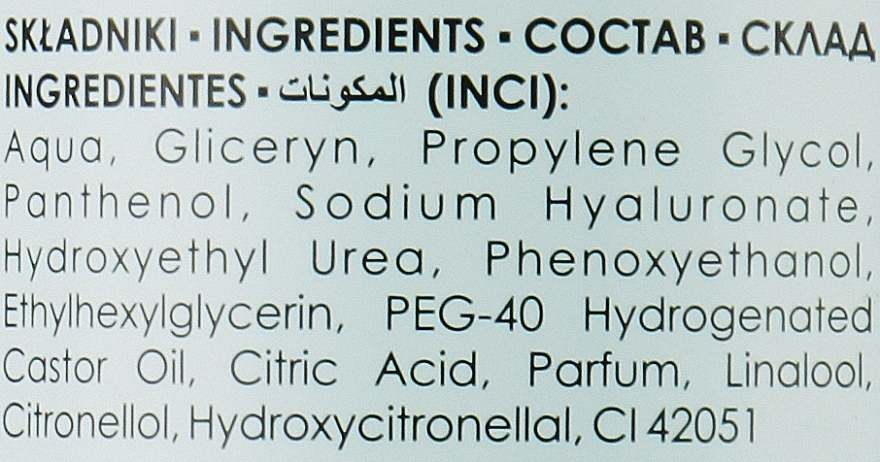 SKŁADNIKI ▪ INGREDIENTS ▪ СОСТАВ ▪ СКЛАД
INGREDIENTES ▪ المكونات (INCI):
Aqua, Gliceryn, Propylene Glycol,
Panthenol, Sodium Hyaluronate,
Hydroxyethyl Urea, Phenoxyethanol,
Ethylhexylglycerin, PEG-40 Hydrogenated
Castor Oil, Citric Acid, Parfum, Linalool,
Citronellol, Hydroxycitronellal, CI 42051